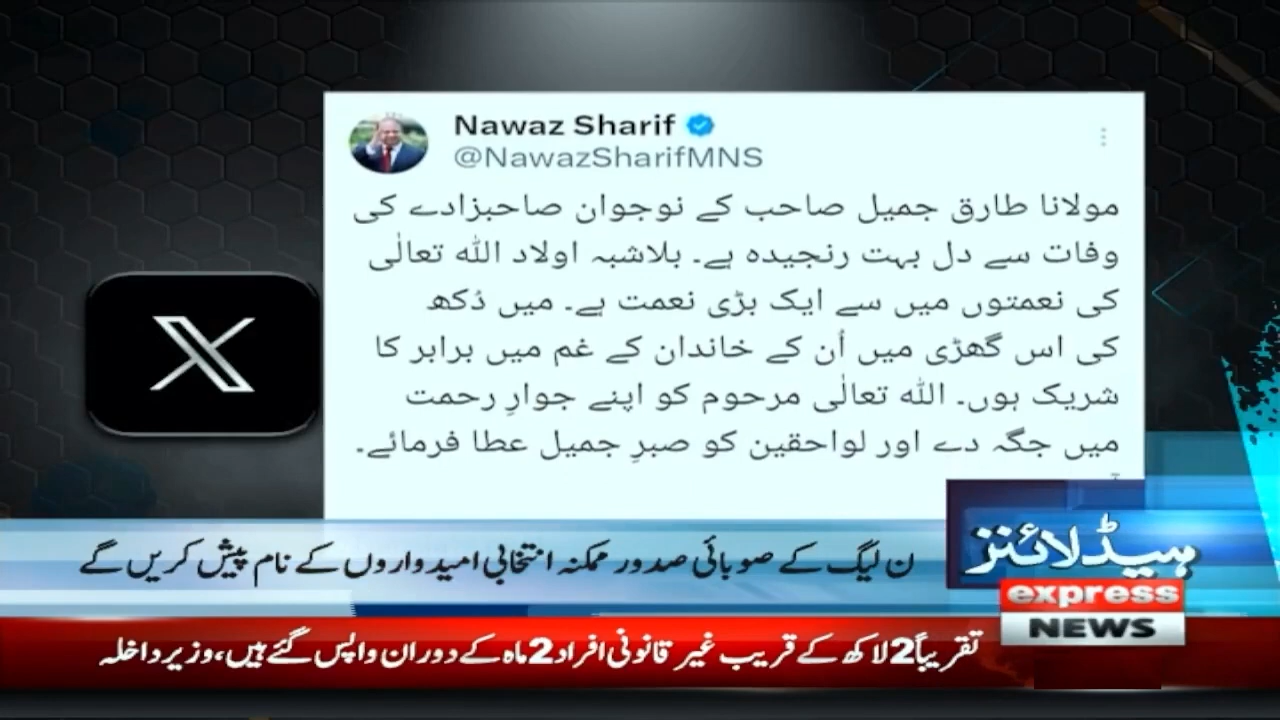 Nawaz Sharif
@NawazSharifMNS
مولانا طارق جمیل صاحب کے نوجوان صاحبزادے کی
وفات سے دل بہت رنجیدہ ہے۔ بلاشبہ اولاد اللہ تعالٰی
کی نعمتوں میں سے ایک بڑی نعمت ہے۔ میں دُکھ
کی اس گھڑی میں اُن کے خاندان کے غم میں برابر کا
شریک ہوں۔ اللہ تعالٰی مرحوم کو اپنے جوارِ رحمت
میں جگہ دے اور لواحقین کو صبرِ جمیل عطا فرمائے۔
ن لیگ کے صوبائی صدور ممکنہ انتخابی امیدواروں کے نام پیش کریں گے
ہیڈلائنز
express
NEWS
تقریباً 2 لاکھ کے قریب غیر قانونی افراد 2 ماہ کے دوران واپس گئے ہیں، وزیر داخلہ